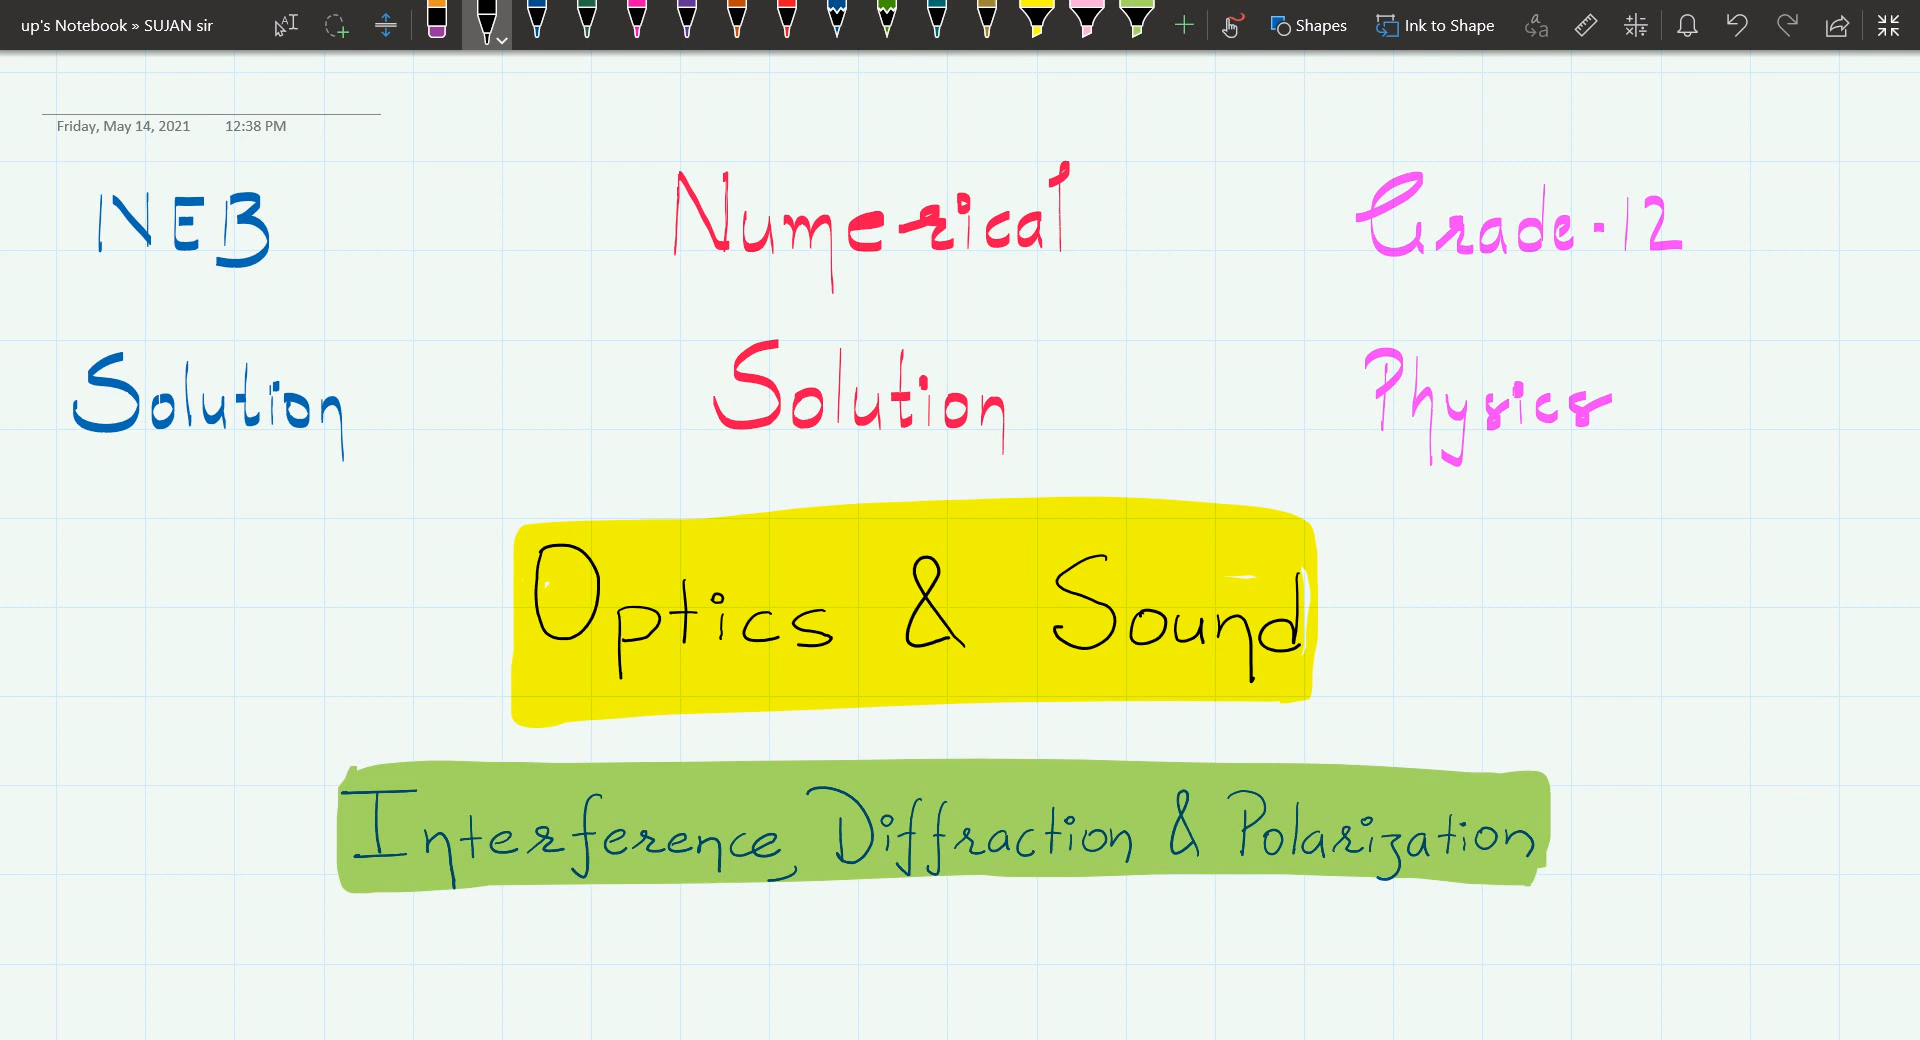 up's Notebook » SUJAN sir
Shapes
Ink to Shape
Friday, May 14, 2021 12:38 PM
NEB Numerical Grade-12
Solution Solution Physics
Optics & Sound
Interference, Diffraction & Polarization